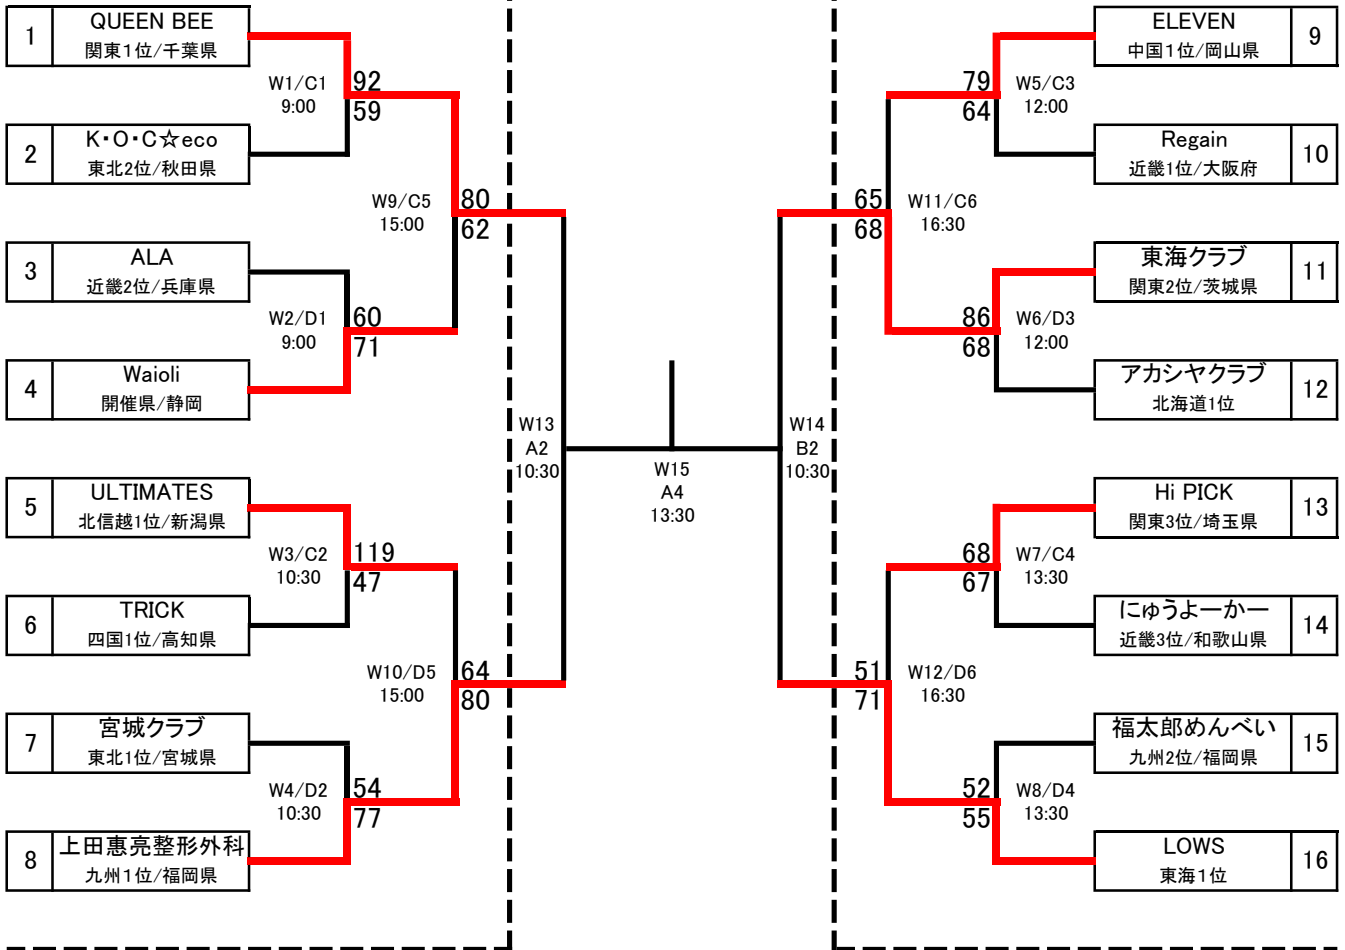 1
QUEEN BEE
関東1位/千葉県
W1/C1
9:00
92
59
2
K・O・C☆eco
東北2位/秋田県
W9/C5
15:00
80
62
3
ALA
近畿2位/兵庫県
W2/D1
9:00
60
71
4
Waioli
開催県/静岡
W13
A2
10:30
5
ULTIMATES
北信越1位/新潟県
W3/C2
10:30
119
47
6
TRICK
四国1位/高知県
W10/D5
15:00
64
80
7
宮城クラブ
東北1位/宮城県
W4/D2
10:30
54
77
8
上田惠亮整形外科
九州1位/福岡県
W15
A4
13:30
ELEVEN
中国1位/岡山県
9
79
64
W5/C3
12:00
Regain
近畿1位/大阪府
10
65
68
W11/C6
16:30
東海クラブ
関東2位/茨城県
11
86
68
W6/D3
12:00
アカシヤクラブ
北海道1位
12
W14
B2
10:30
Hi PICK
関東3位/埼玉県
13
68
67
W7/C4
13:30
にゅうよーかー
近畿3位/和歌山県
14
51
71
W12/D6
16:30
福太郎めんべい
九州2位/福岡県
15
52
55
W8/D4
13:30
LOWS
東海1位
16